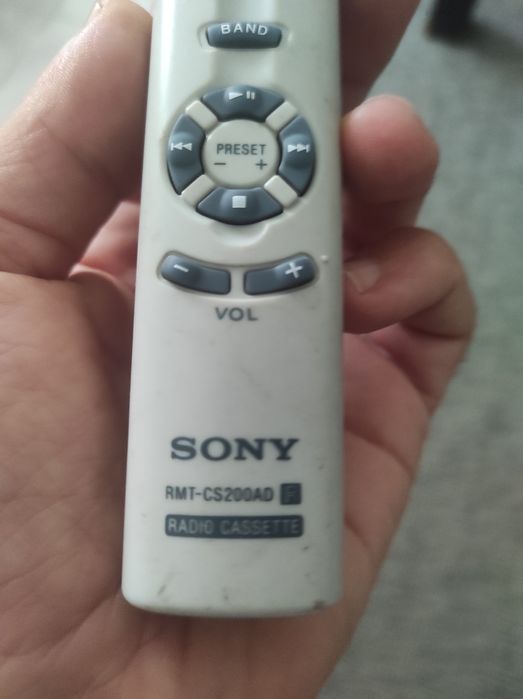 BAND
PRESET
− +
− +
VOL
SONY
RMT-CS200AD
RADIO CASSETTE